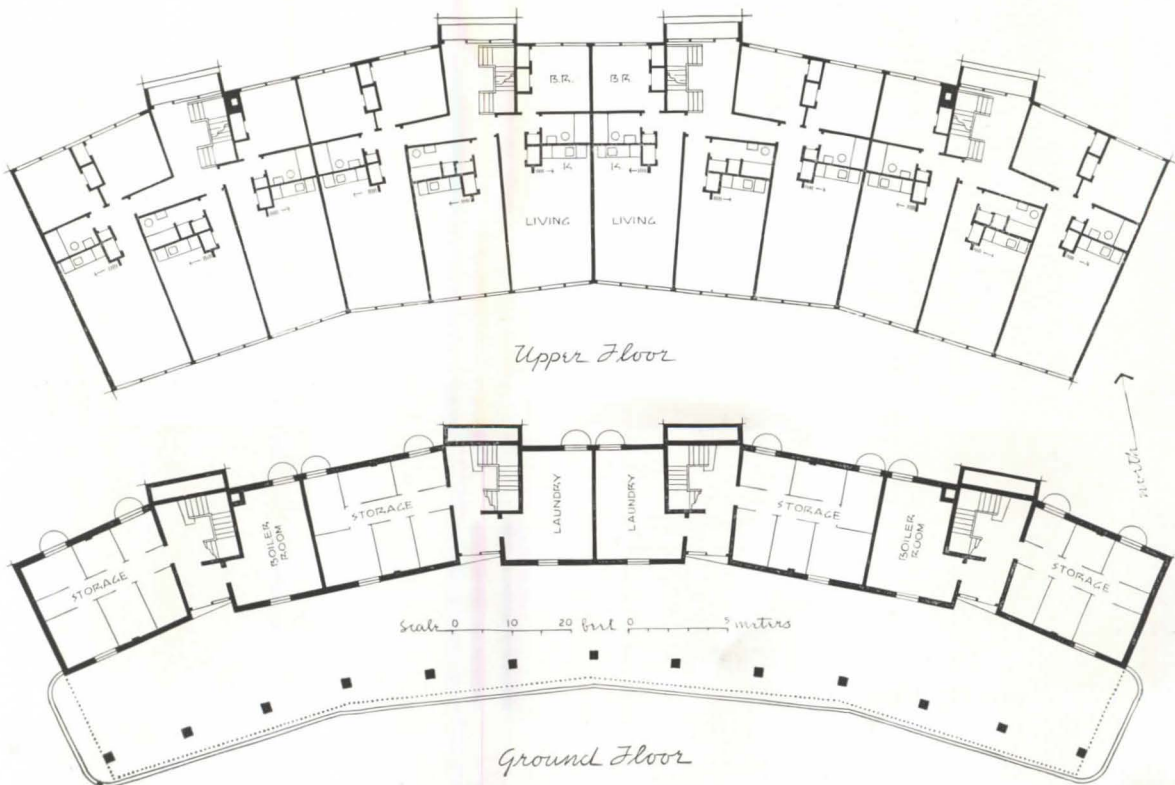 B.R. B.R.
K K
LIVING LIVING
Upper Floor
North
STORAGE BOILER ROOM STORAGE LAUNDRY LAUNDRY STORAGE BOILER ROOM STORAGE
Scale 0 10 20 feet 0 5 meters
Ground Floor